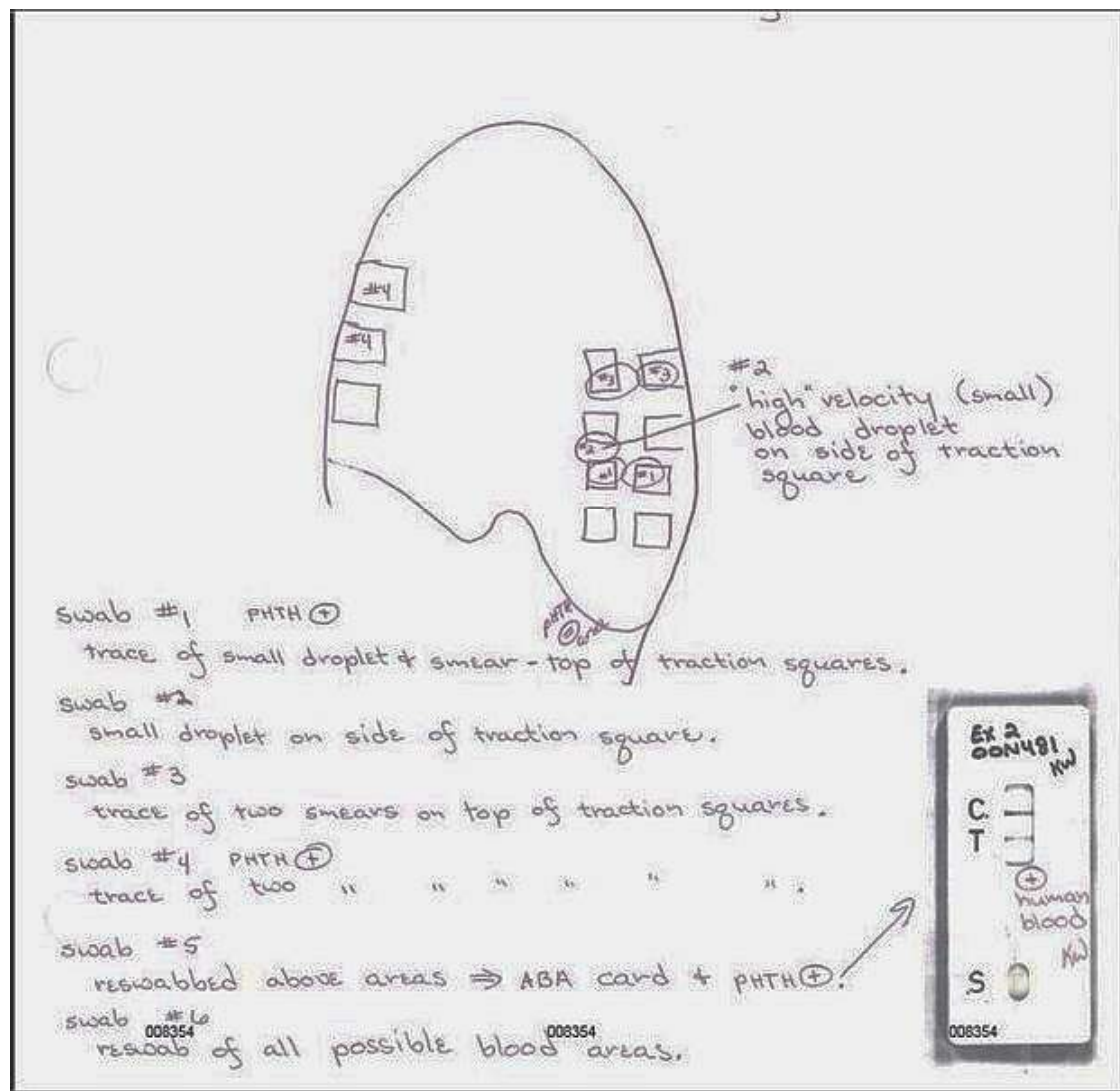 #4
#4
#3 #3
#2
#1 #1
#2
"high" velocity (small)
blood droplet
on side of traction
square
PHTH
area
swab #1 PHTH (+)
trace of small droplet & smear - top of traction squares.
swab #2
small droplet on side of traction square.
swab #3
trace of two smears on top of traction squares.
swab #4 PHTH (+)
trace of two " " " " " ".
swab #5
reswabbed above areas ⇒ ABA card & PHTH (+).
swab #6
reswab of all possible blood areas.
Ex 2
00N481
KW
C
T
(+)
human
blood
KW
S
008354 008354 008354